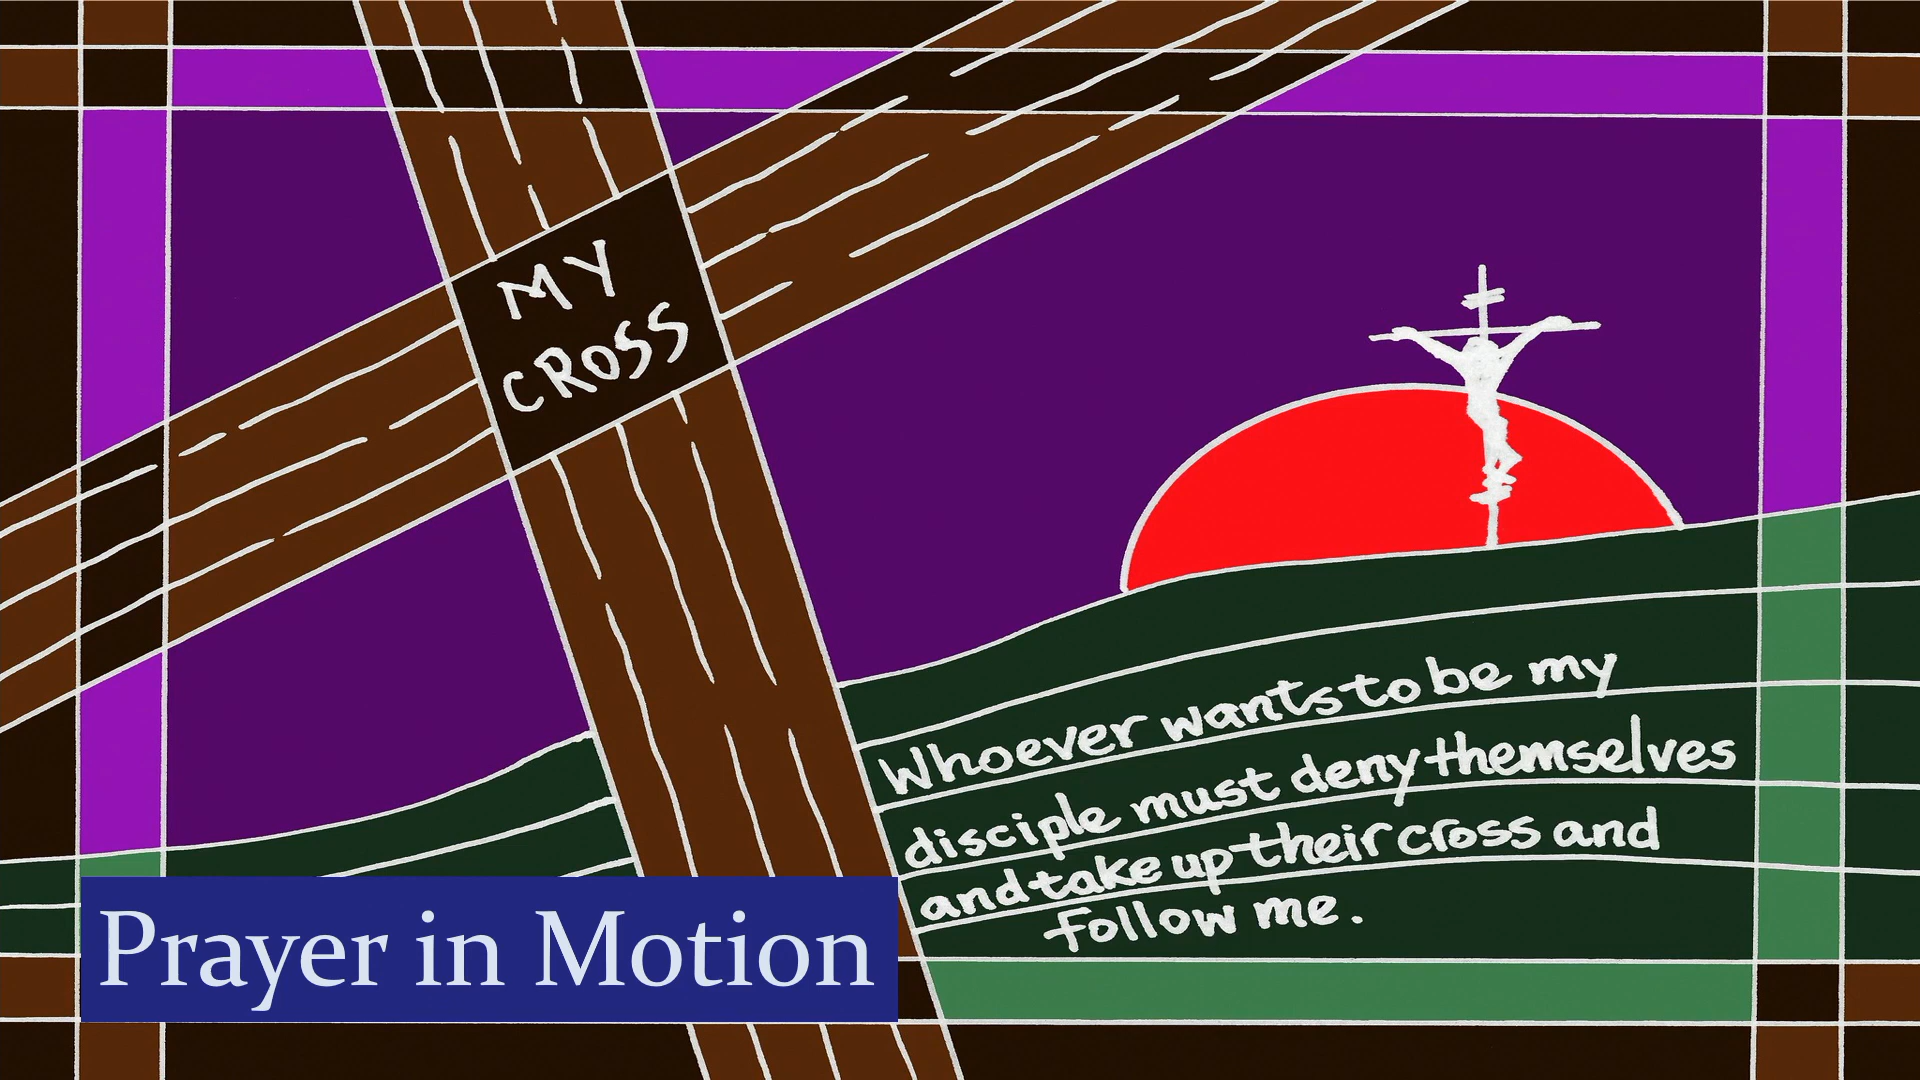 MY
CROSS
Whoever wants to be my
disciple must deny themselves
and take up their cross and
follow me.
Prayer in Motion